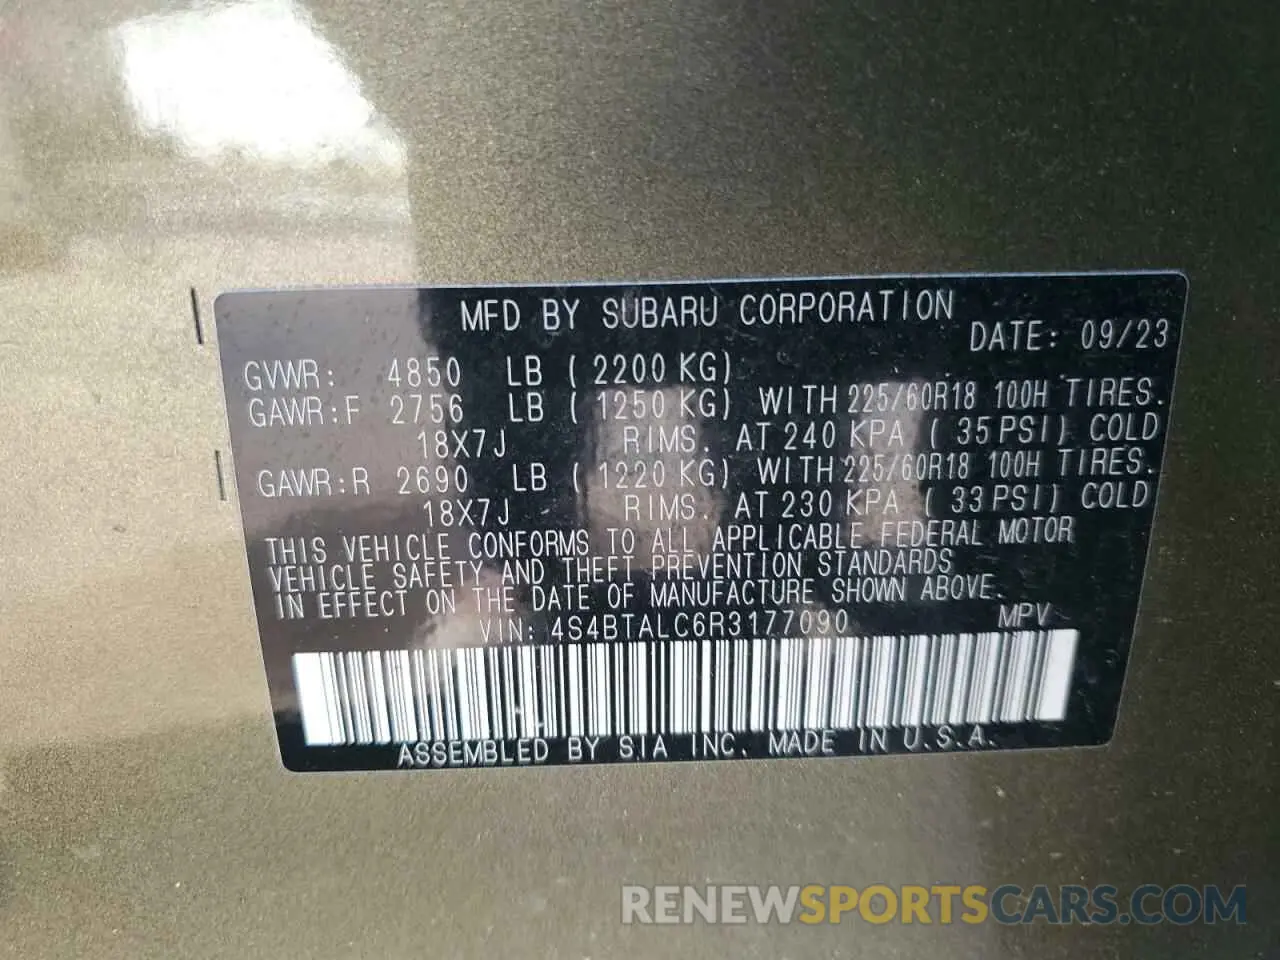 MFD BY SUBARU CORPORATION
DATE: 09/23
GVWR: 4850 LB (2200 KG)
GAWR:F 2756 LB (1250 KG) WITH 225/60R18 100H TIRES.
18X7J RIMS. AT 240 KPA (35 PSI) COLD
GAWR:R 2690 LB (1220 KG) WITH 225/60R18 100H TIRES.
18X7J RIMS. AT 230 KPA (33 PSI) COLD
THIS VEHICLE CONFORMS TO ALL APPLICABLE FEDERAL MOTOR
VEHICLE SAFETY AND THEFT PREVENTION STANDARDS
IN EFFECT ON THE DATE OF MANUFACTURE SHOWN ABOVE.
VIN: 4S4BTALC6R3177090 MPV
ASSEMBLED BY SIA INC. MADE IN U.S.A.
RENEWSPORTSCARS.COM